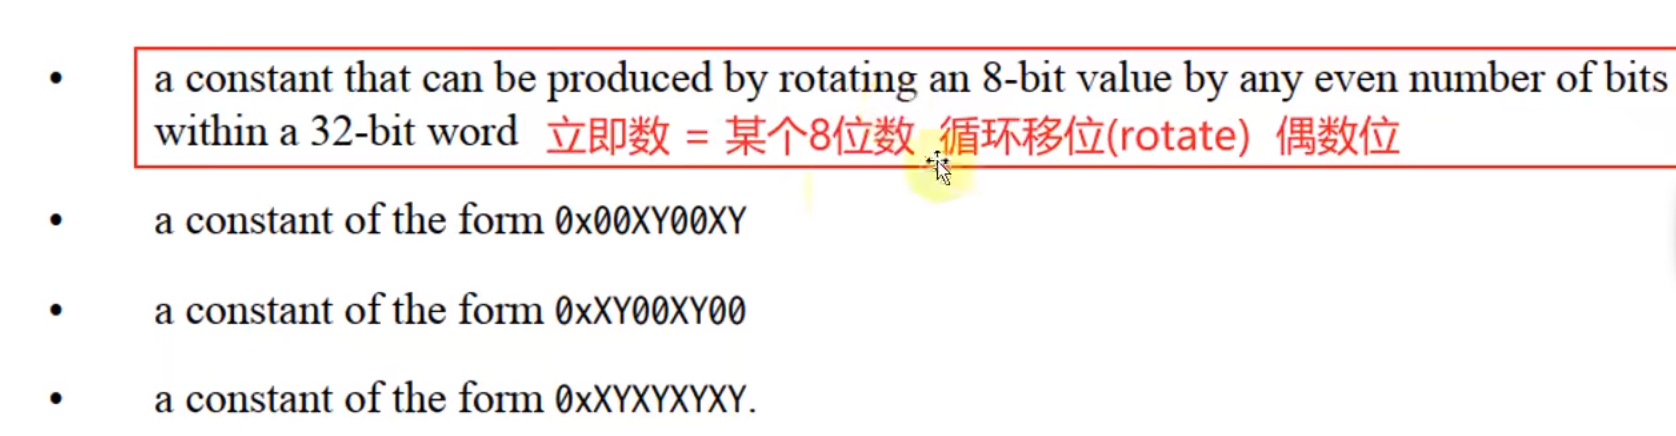 • a constant that can be produced by rotating an 8-bit value by any even number of bits
within a 32-bit word 立即数 = 某个8位数 循环移位(rotate) 偶数位
• a constant of the form 0x00XY00XY
• a constant of the form 0xXY00XY00
• a constant of the form 0xXYXYXYXY.